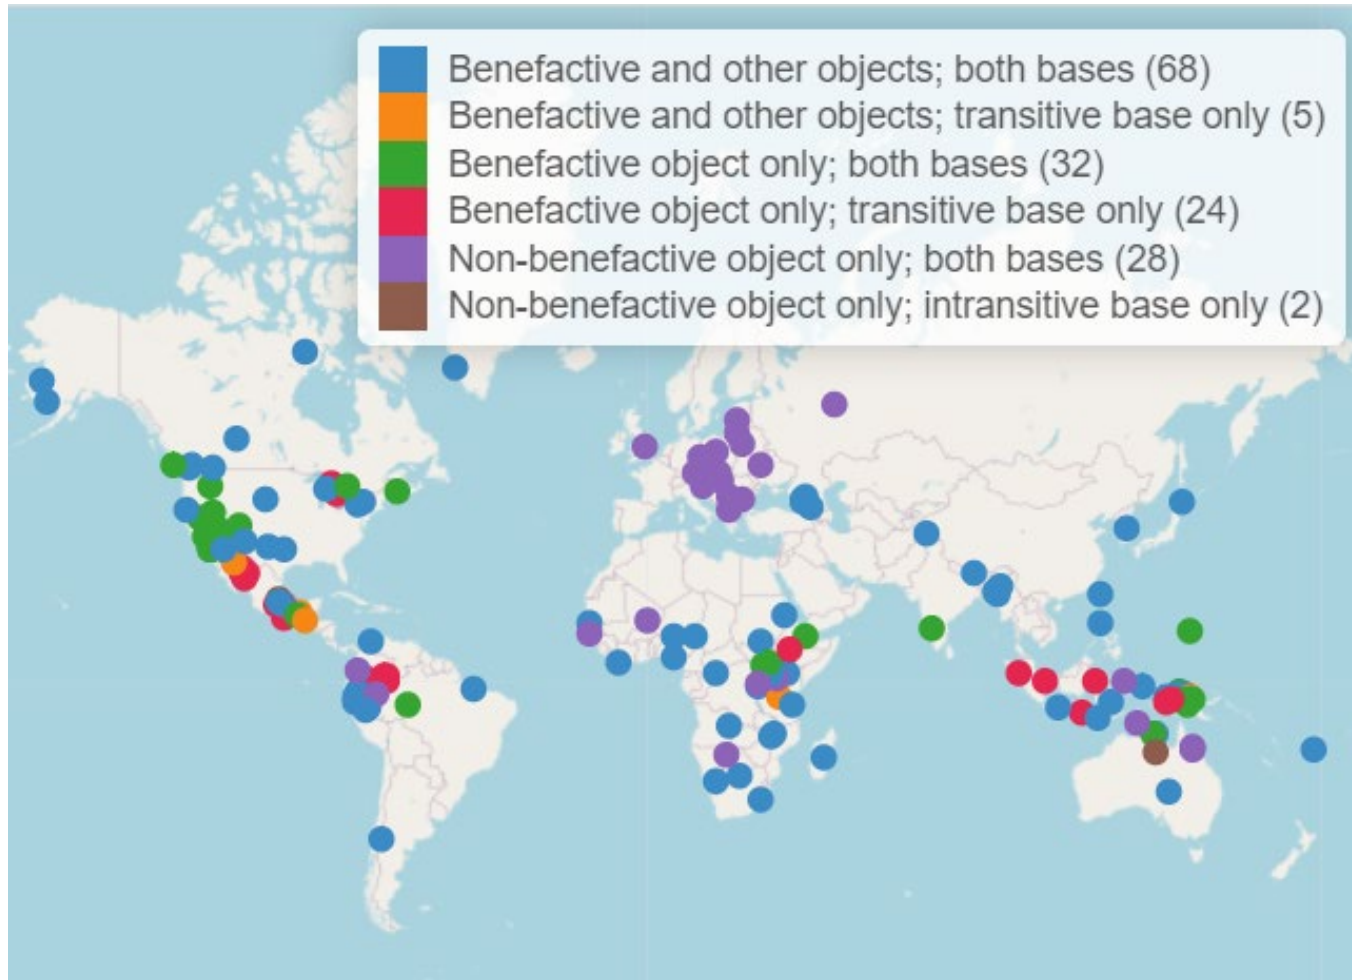 Benefactive and other objects; both bases (68)
Benefactive and other objects; transitive base only (5)
Benefactive object only; both bases (32)
Benefactive object only; transitive base only (24)
Non-benefactive object only; both bases (28)
Non-benefactive object only; intransitive base only (2)